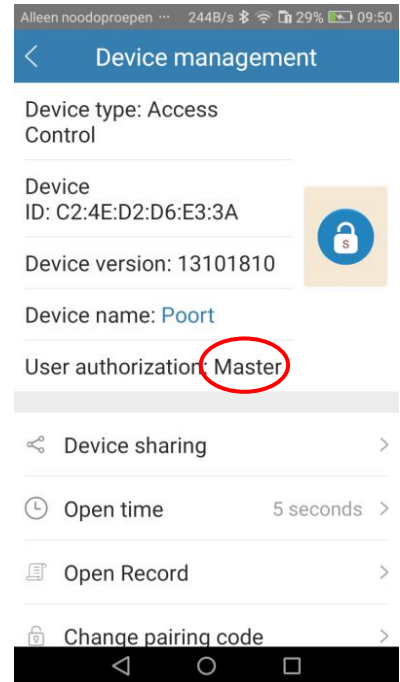 Alleen noodoproepen ··· 244B/s 29% 09:50
Device management
Device type: Access
Control
Device
ID: C2:4E:D2:D6:E3:3A
S
Device version: 13101810
Device name: Poort
User authorization: Master
Device sharing
Open time 5 seconds
Open Record
Change pairing code